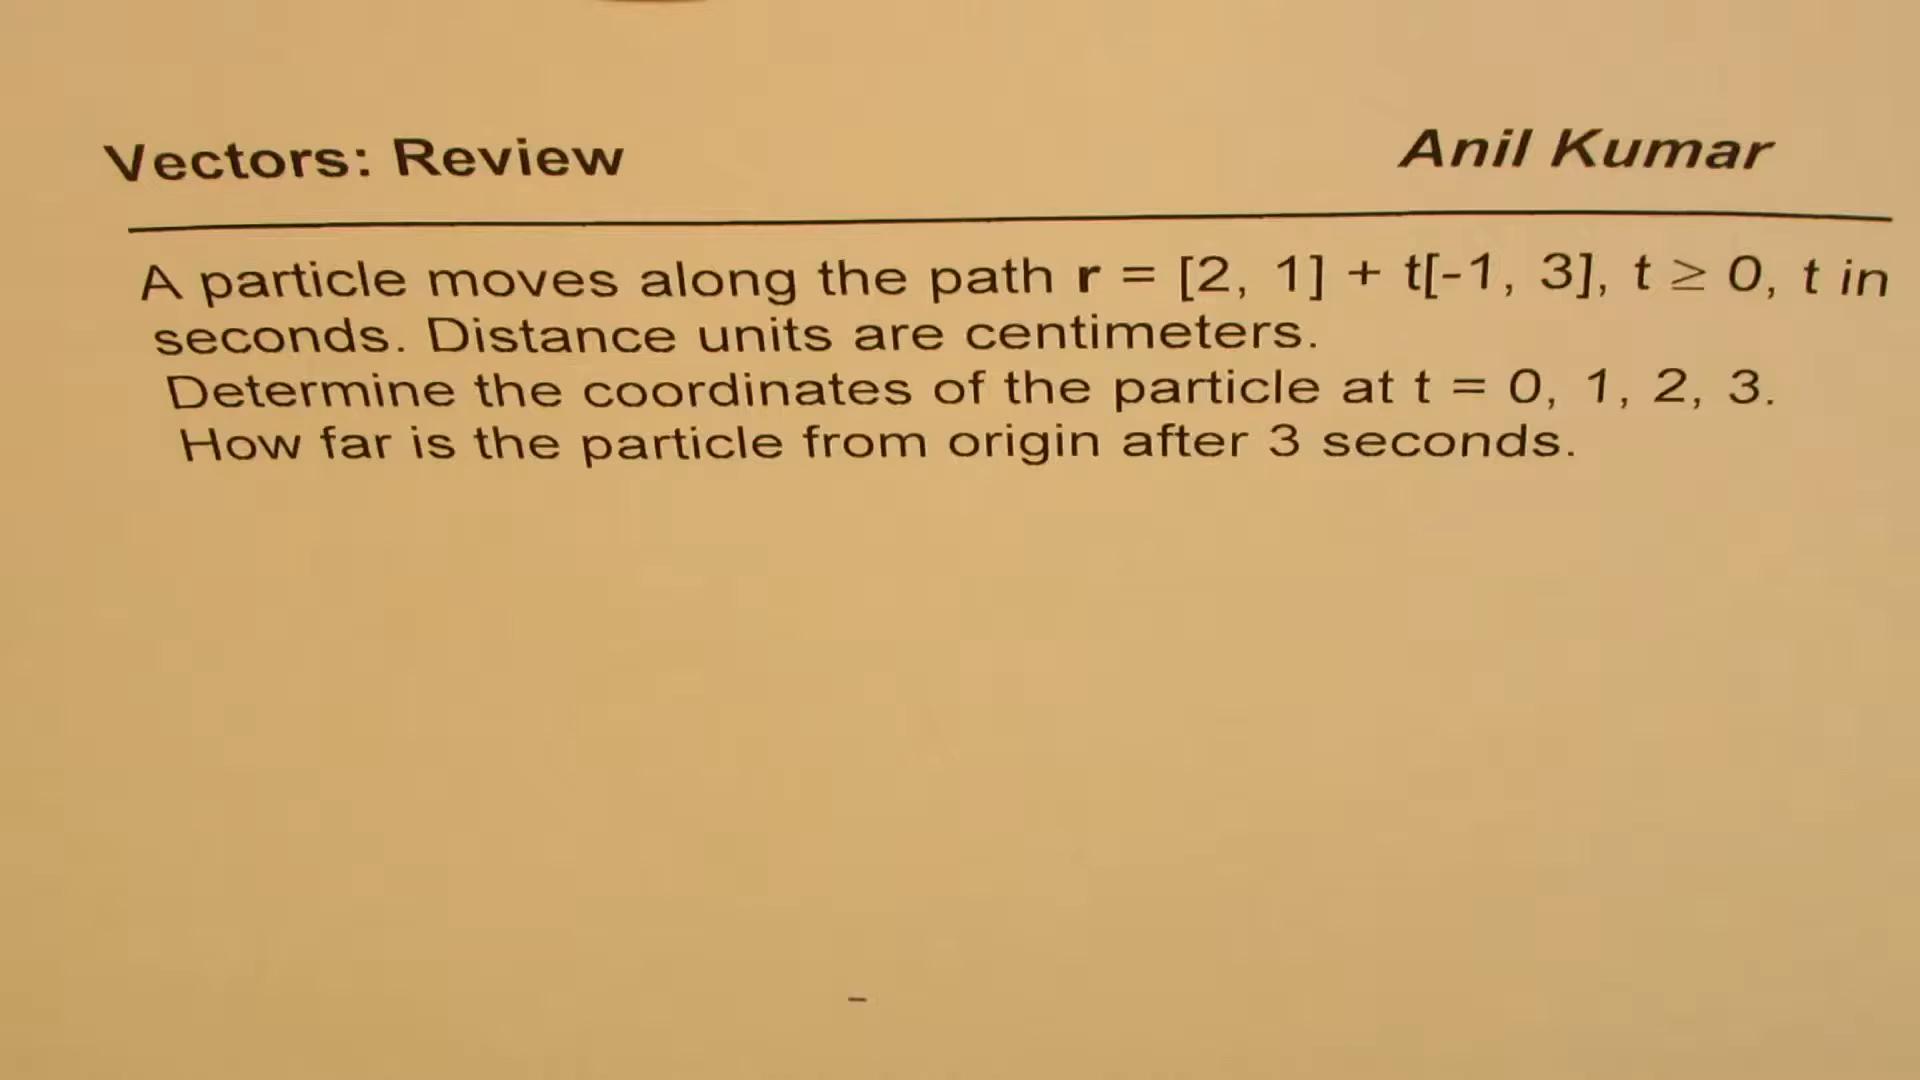 Vectors: Review
Anil Kumar
A particle moves along the path r = [2, 1] + t[-1, 3], t ≥ 0, t in
seconds. Distance units are centimeters.
Determine the coordinates of the particle at t = 0, 1, 2, 3.
How far is the particle from origin after 3 seconds.